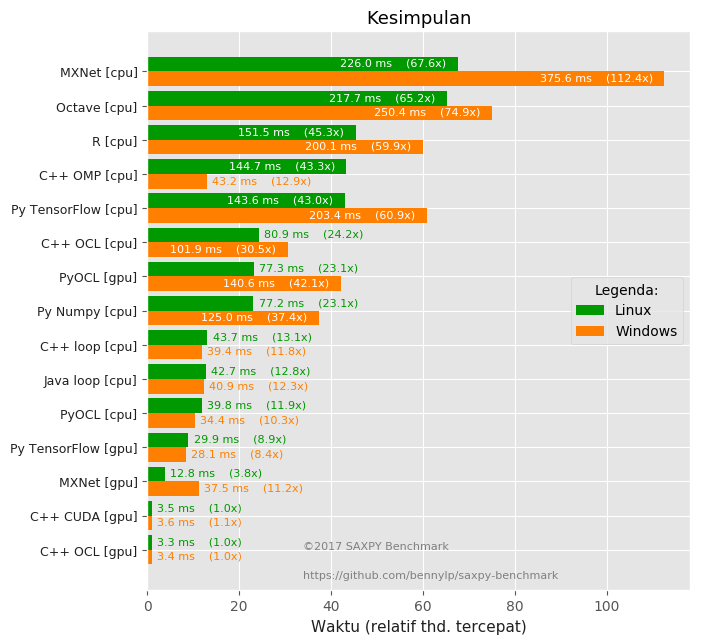 Kesimpulan
MXNet [cpu]
226.0 ms (67.6x)
375.6 ms (112.4x)
Octave [cpu]
217.7 ms (65.2x)
250.4 ms (74.9x)
R [cpu]
151.5 ms (45.3x)
200.1 ms (59.9x)
C++ OMP [cpu]
144.7 ms (43.3x)
43.2 ms (12.9x)
Py TensorFlow [cpu]
143.6 ms (43.0x)
203.4 ms (60.9x)
C++ OCL [cpu]
80.9 ms (24.2x)
101.9 ms (30.5x)
PyOCL [gpu]
77.3 ms (23.1x)
140.6 ms (42.1x)
Py Numpy [cpu]
77.2 ms (23.1x)
125.0 ms (37.4x)
C++ loop [cpu]
43.7 ms (13.1x)
39.4 ms (11.8x)
Java loop [cpu]
42.7 ms (12.8x)
40.9 ms (12.3x)
PyOCL [cpu]
39.8 ms (11.9x)
34.4 ms (10.3x)
Py TensorFlow [gpu]
29.9 ms (8.9x)
28.1 ms (8.4x)
MXNet [gpu]
12.8 ms (3.8x)
37.5 ms (11.2x)
C++ CUDA [gpu]
3.5 ms (1.0x)
3.6 ms (1.1x)
C++ OCL [gpu]
3.3 ms (1.0x)
3.4 ms (1.0x)
Legenda:
Linux
Windows
©2017 SAXPY Benchmark
https://github.com/bennylp/saxpy-benchmark
0 20 40 60 80 100
Waktu (relatif thd. tercepat)